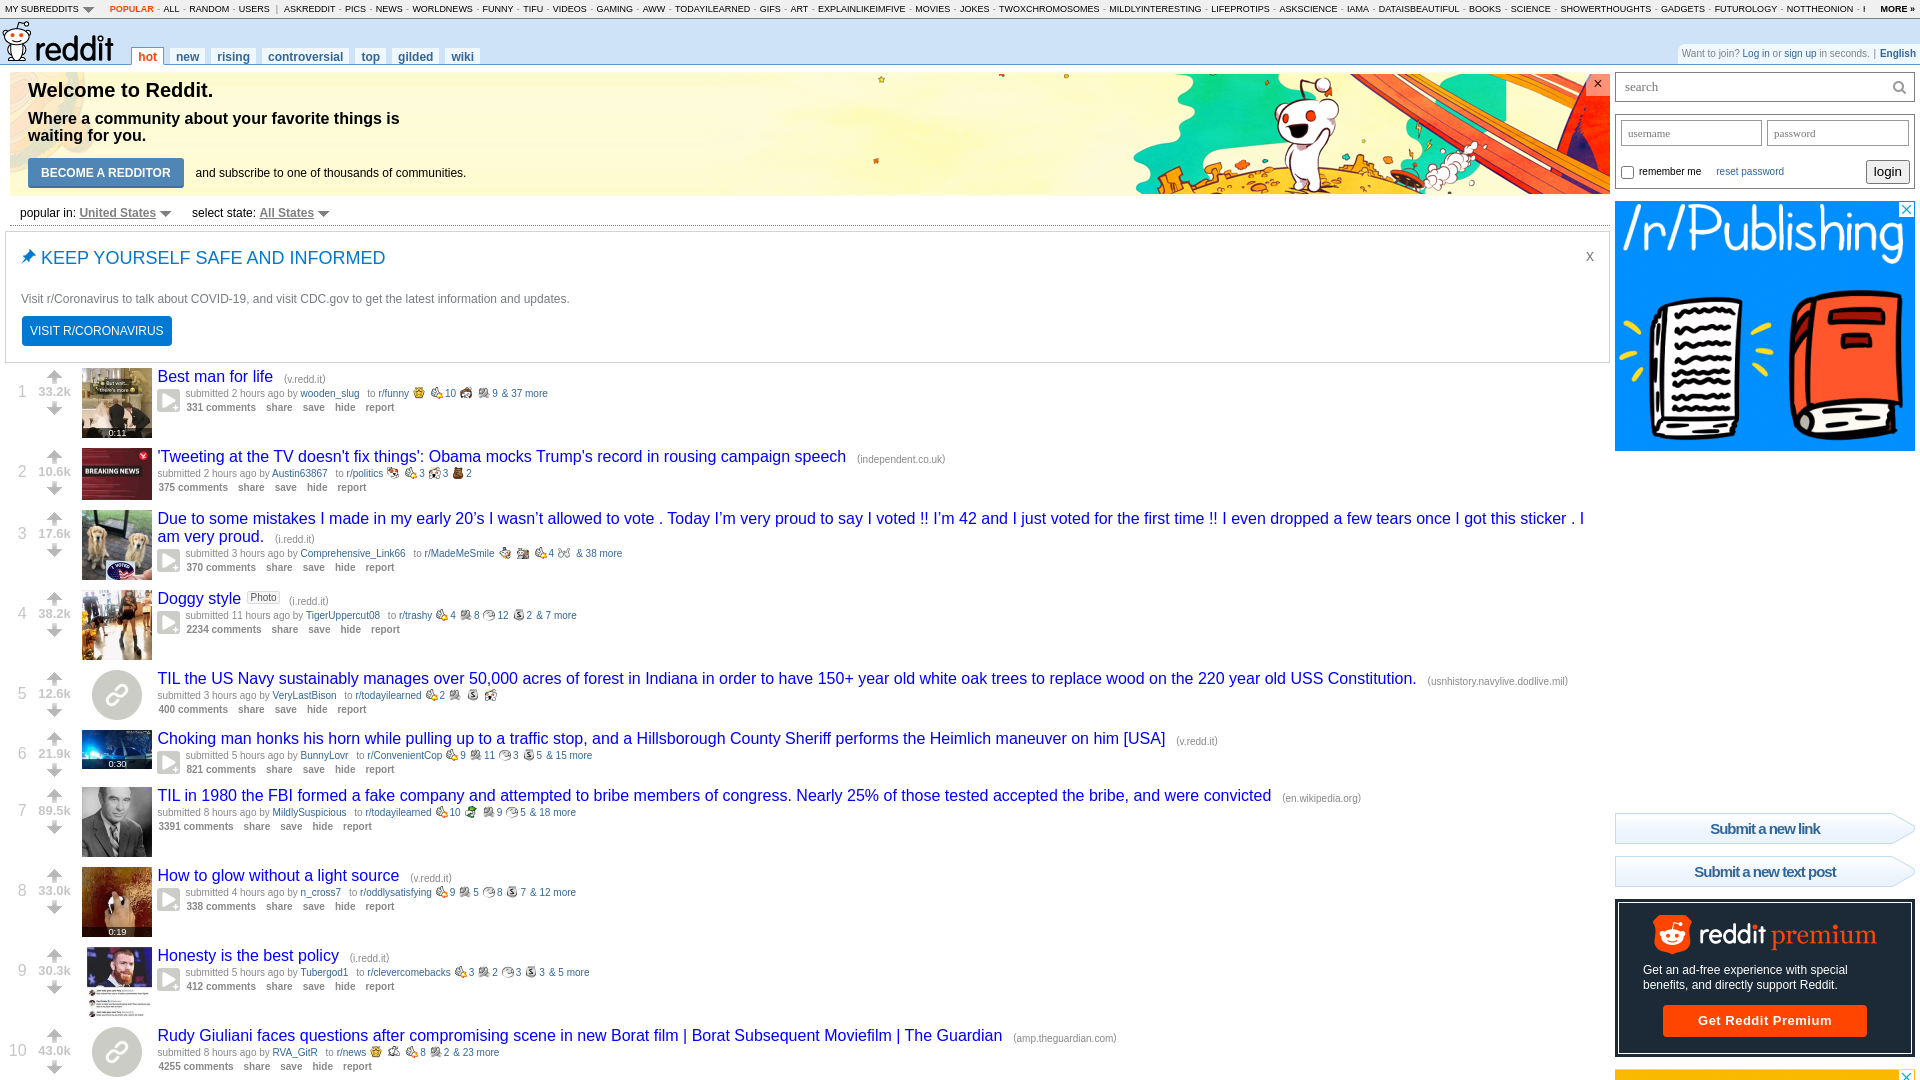 MY SUBREDDITS POPULAR - ALL - RANDOM - USERS | ASKREDDIT - PICS - NEWS - WORLDNEWS - FUNNY - TIFU - VIDEOS - GAMING - AWW - TODAYILEARNED - GIFS - ART - EXPLAINLIKEIMFIVE - MOVIES - JOKES - TWOXCHROMOSOMES - MILDLYINTERESTING - LIFEPROTIPS - ASKSCIENCE - IAMA - DATAISBEAUTIFUL - BOOKS - SCIENCE - SHOWERTHOUGHTS - GADGETS - FUTUROLOGY - NOTTHEONION - MORE »
reddit hot new rising controversial top gilded wiki
Want to join? Log in or sign up in seconds. | English
Welcome to Reddit.
Where a community about your favorite things is
waiting for you.
BECOME A REDDITOR and subscribe to one of thousands of communities.
×
search
username password
remember me reset password login
popular in: United States select state: All States
KEEP YOURSELF SAFE AND INFORMED
x
Visit r/Coronavirus to talk about COVID-19, and visit CDC.gov to get the latest information and updates.
VISIT R/CORONAVIRUS
/r/Publishing
1 33.2k
But wait... there's more
0:11
Best man for life (v.redd.it)
submitted 2 hours ago by wooden_slug to r/funny 10 9 & 37 more
331 comments share save hide report
2 10.6k
BREAKING NEWS
'Tweeting at the TV doesn't fix things': Obama mocks Trump's record in rousing campaign speech (independent.co.uk)
submitted 2 hours ago by Austin63867 to r/politics 3 3 2
375 comments share save hide report
3 17.6k
I VOTED
Due to some mistakes I made in my early 20’s I wasn’t allowed to vote . Today I’m very proud to say I voted !! I’m 42 and I just voted for the first time !! I even dropped a few tears once I got this sticker . I
am very proud. (i.redd.it)
submitted 3 hours ago by Comprehensive_Link66 to r/MadeMeSmile 4 & 38 more
370 comments share save hide report
4 38.2k
Doggy style Photo (i.redd.it)
submitted 11 hours ago by TigerUppercut08 to r/trashy 4 8 12 2 & 7 more
2234 comments share save hide report
5 12.6k
TIL the US Navy sustainably manages over 50,000 acres of forest in Indiana in order to have 150+ year old white oak trees to replace wood on the 220 year old USS Constitution. (usnhistory.navylive.dodlive.mil)
submitted 3 hours ago by VeryLastBison to r/todayilearned 2
400 comments share save hide report
6 21.9k
0:30
Choking man honks his horn while pulling up to a traffic stop, and a Hillsborough County Sheriff performs the Heimlich maneuver on him [USA] (v.redd.it)
submitted 5 hours ago by BunnyLovr to r/ConvenientCop 9 11 3 5 & 15 more
821 comments share save hide report
7 89.5k
TIL in 1980 the FBI formed a fake company and attempted to bribe members of congress. Nearly 25% of those tested accepted the bribe, and were convicted (en.wikipedia.org)
submitted 8 hours ago by MildlySuspicious to r/todayilearned 10 9 5 & 18 more
3391 comments share save hide report
8 33.0k
0:19
How to glow without a light source (v.redd.it)
submitted 4 hours ago by n_cross7 to r/oddlysatisfying 9 5 8 7 & 12 more
338 comments share save hide report
9 30.3k
Honesty is the best policy (i.redd.it)
submitted 5 hours ago by Tubergod1 to r/clevercomebacks 3 2 3 3 & 5 more
412 comments share save hide report
10 43.0k
Rudy Giuliani faces questions after compromising scene in new Borat film | Borat Subsequent Moviefilm | The Guardian (amp.theguardian.com)
submitted 8 hours ago by RVA_GitR to r/news 8 2 & 23 more
4255 comments share save hide report
Submit a new link
Submit a new text post
reddit premium
Get an ad-free experience with special
benefits, and directly support Reddit.
Get Reddit Premium